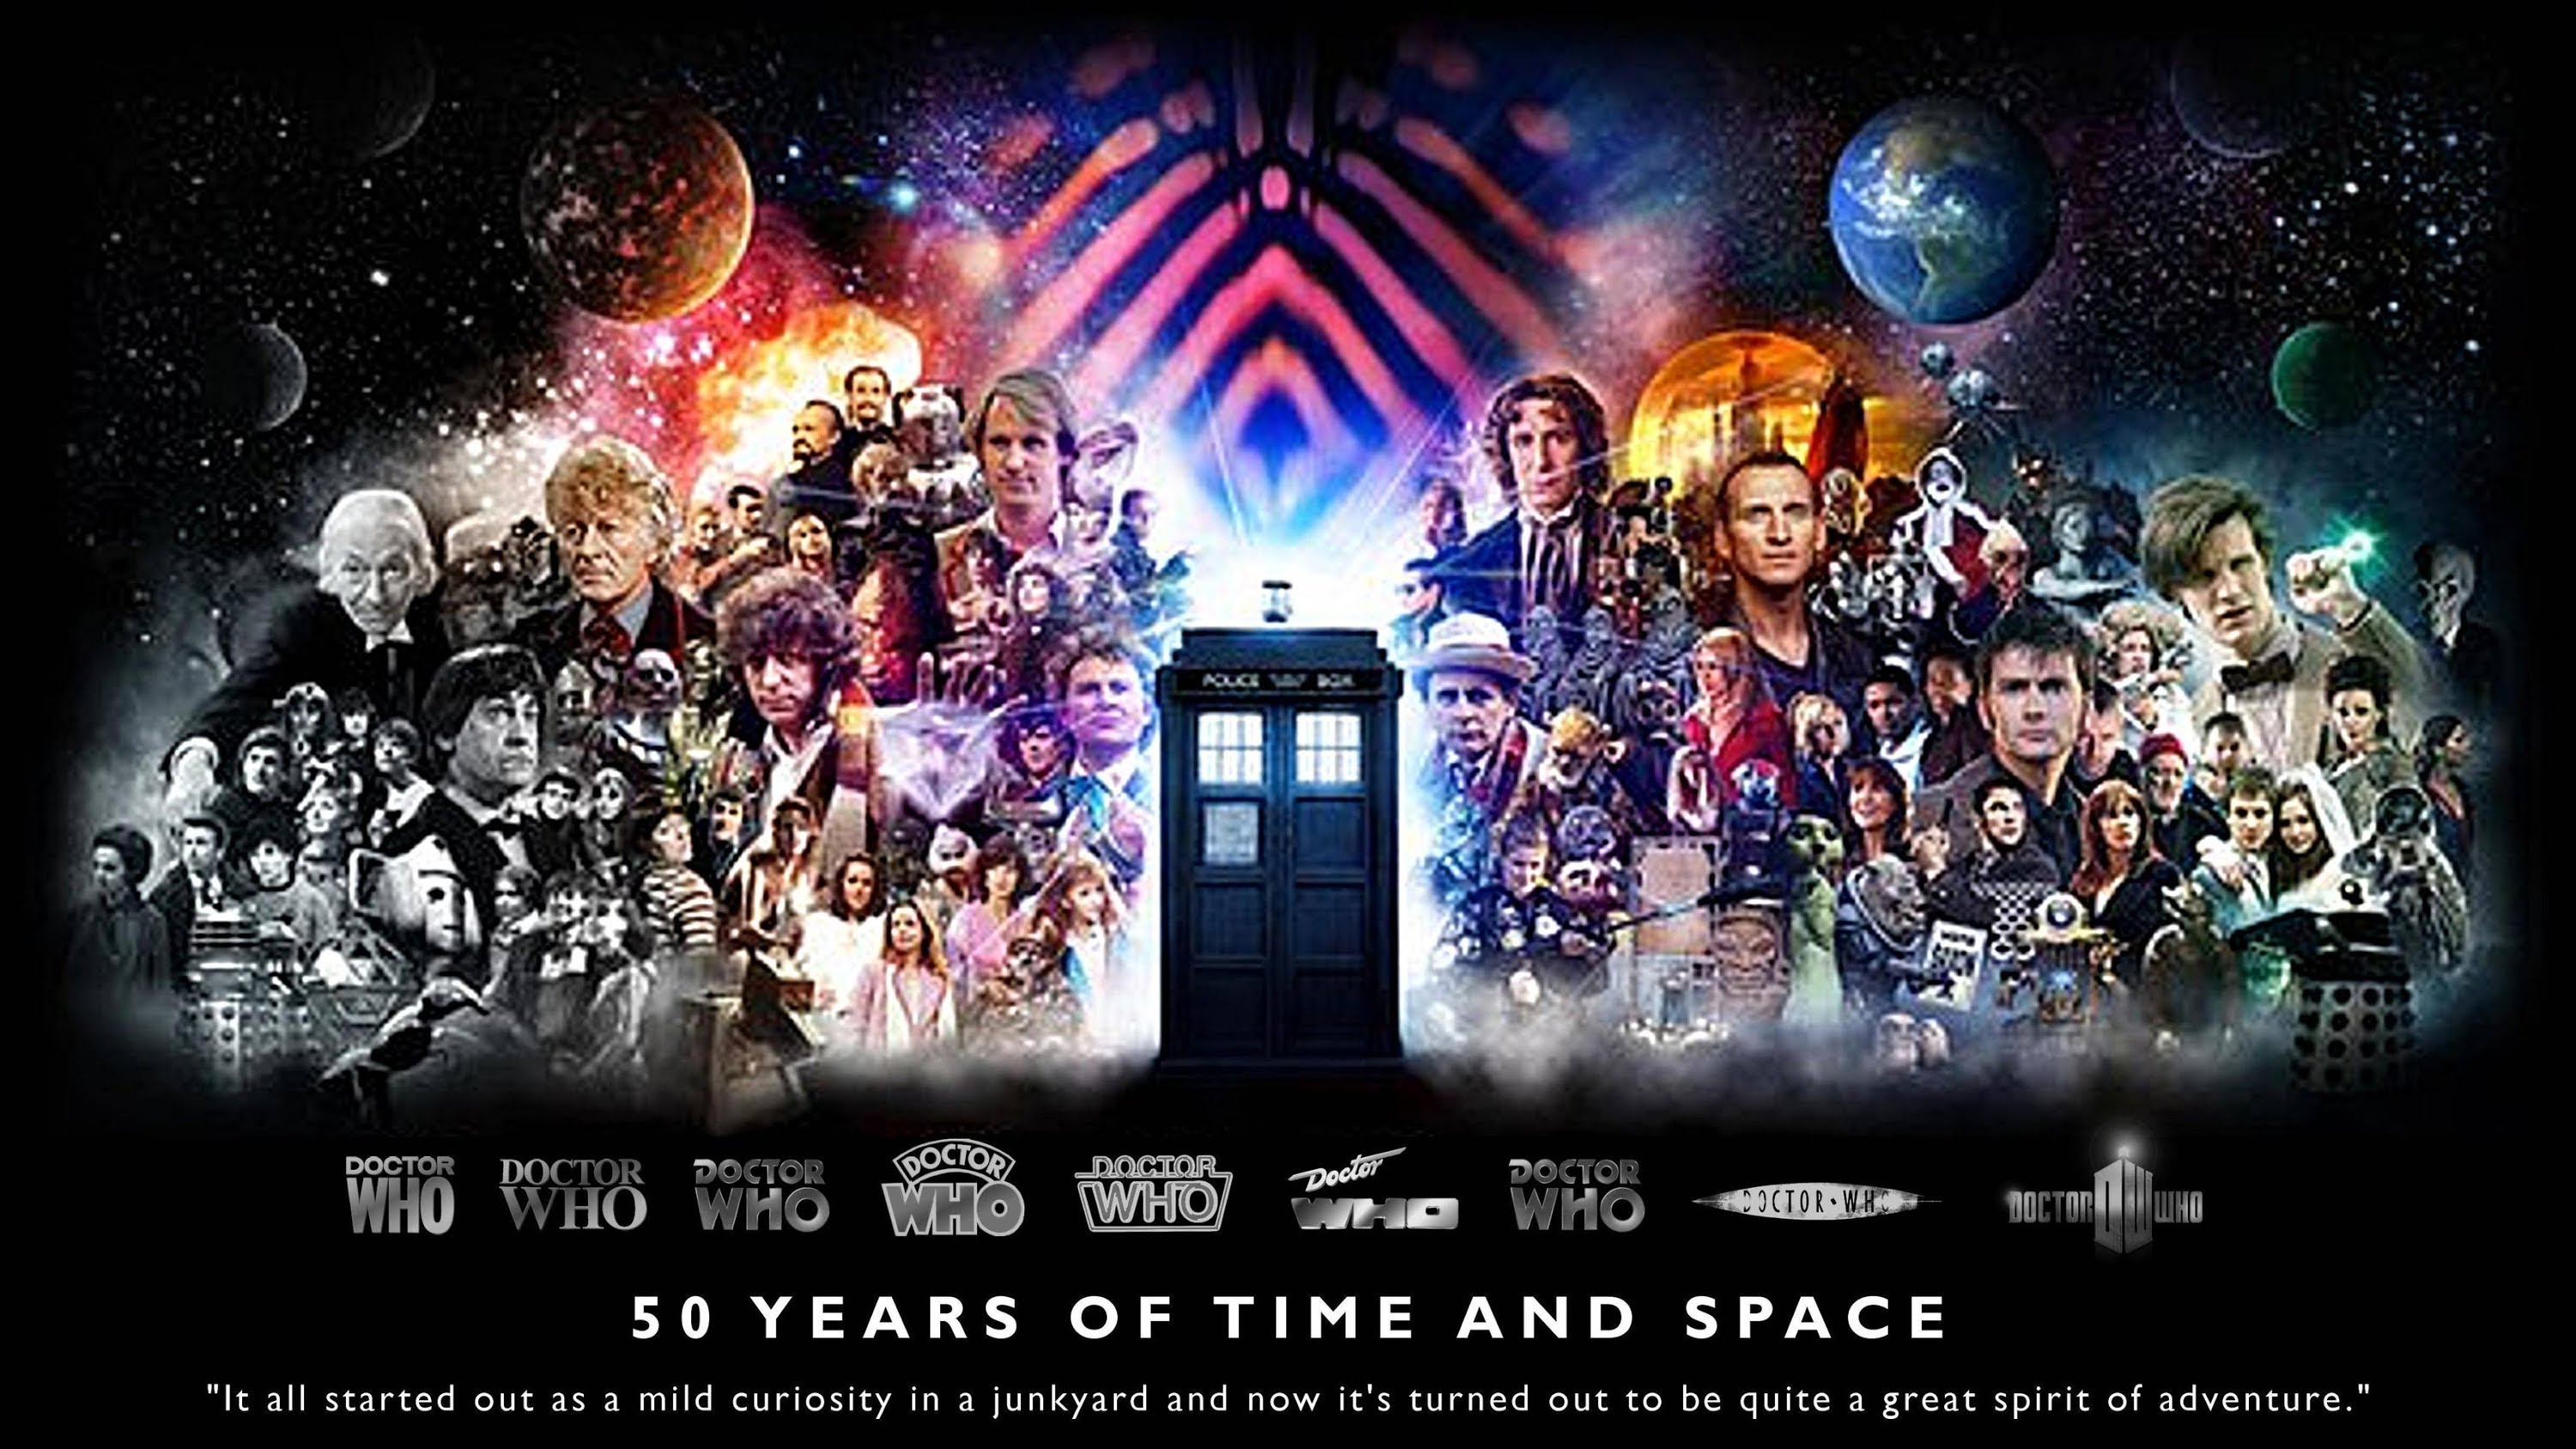 POLICE BOX
DOCTOR
WHO
DOCTOR
WHO
DOCTOR
WHO
DOCTOR
WHO
DOCTOR
WHO
Doctor
WHO
DOCTOR
WHO
DOCTOR·WHO
DOCTOR DW WHO
50 YEARS OF TIME AND SPACE
"It all started out as a mild curiosity in a junkyard and now it's turned out to be quite a great spirit of adventure."